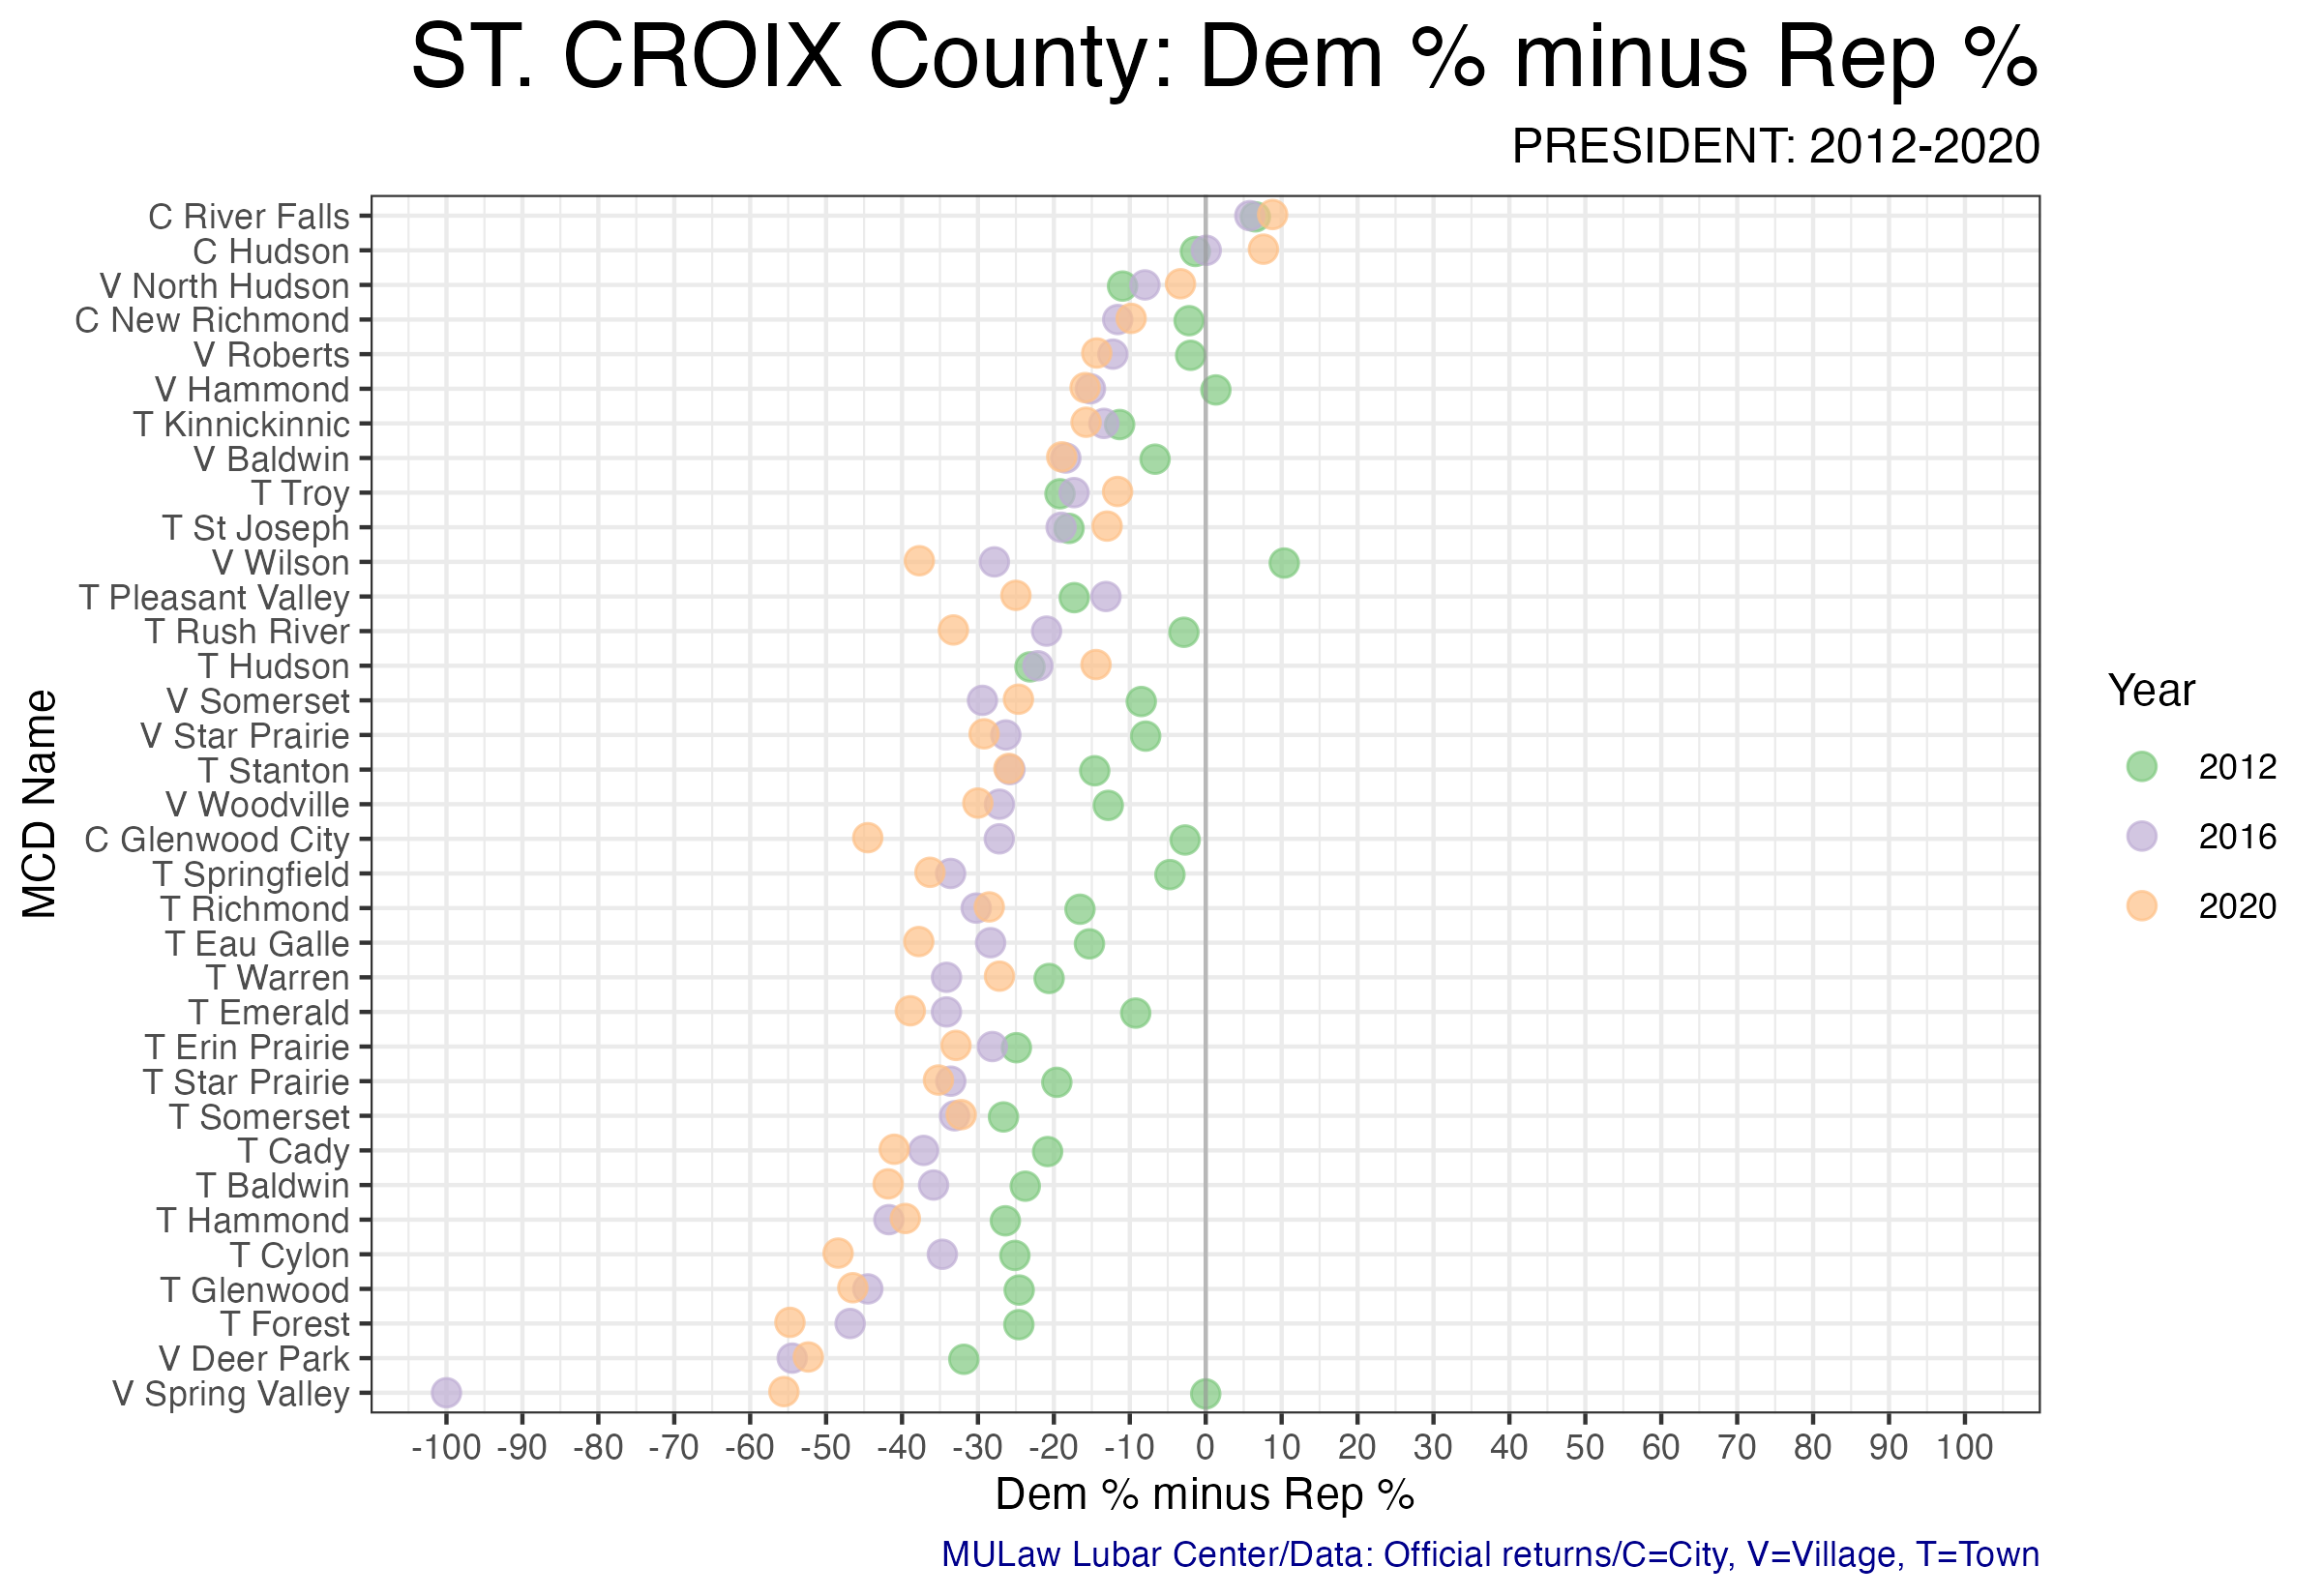 ST. CROIX County: Dem % minus Rep %
PRESIDENT: 2012-2020
MCD Name
C River Falls
C Hudson
V North Hudson
C New Richmond
V Roberts
V Hammond
T Kinnickinnic
V Baldwin
T Troy
T St Joseph
V Wilson
T Pleasant Valley
T Rush River
T Hudson
V Somerset
V Star Prairie
T Stanton
V Woodville
C Glenwood City
T Springfield
T Richmond
T Eau Galle
T Warren
T Emerald
T Erin Prairie
T Star Prairie
T Somerset
T Cady
T Baldwin
T Hammond
T Cylon
T Glenwood
T Forest
V Deer Park
V Spring Valley
-100 -90 -80 -70 -60 -50 -40 -30 -20 -10 0 10 20 30 40 50 60 70 80 90 100
Dem % minus Rep %
Year
2012
2016
2020
MULaw Lubar Center/Data: Official returns/C=City, V=Village, T=Town